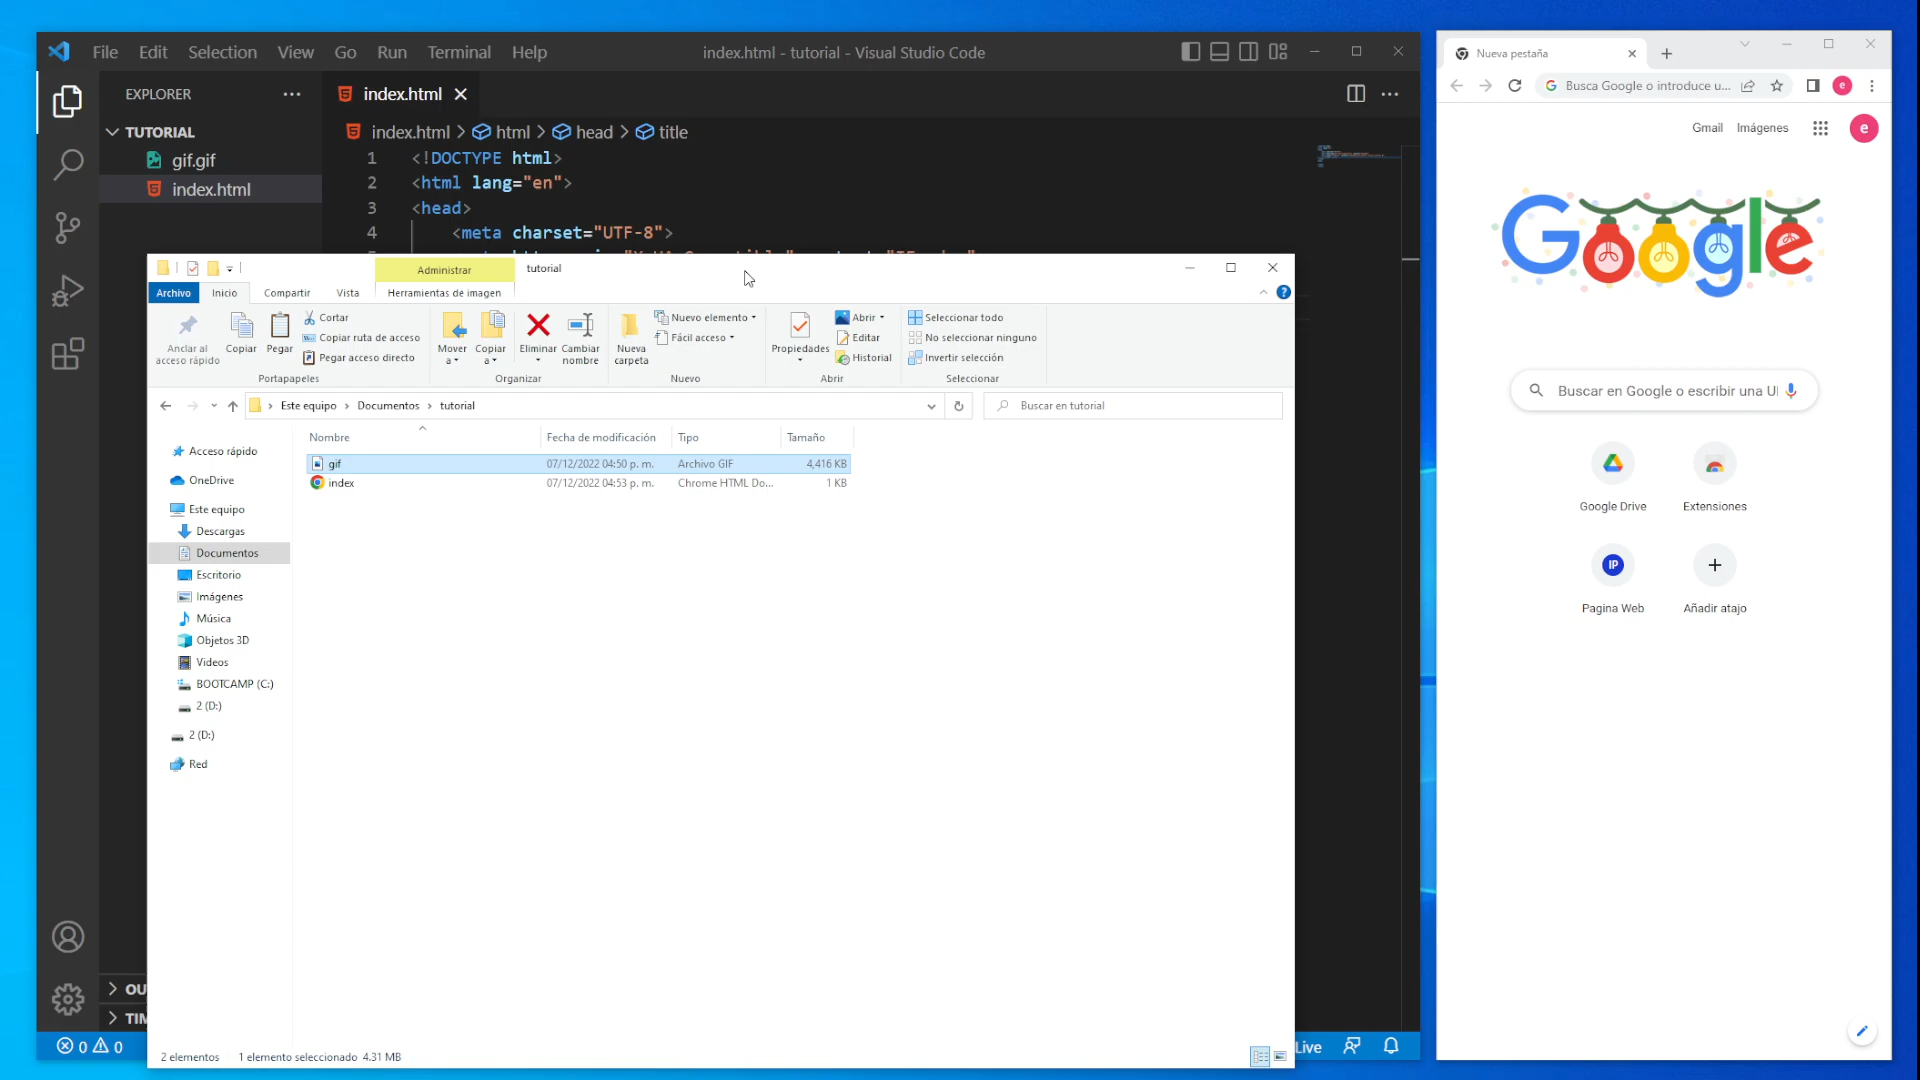 File Edit Selection View Go Run Terminal Help
index.html - tutorial - Visual Studio Code
EXPLORER
TUTORIAL
gif.gif
index.html
index.html
index.html > html > head > title
1 <!DOCTYPE html>
2 <html lang="en">
3 <head>
4 <meta charset="UTF-8">
Administrar
tutorial
Archivo Inicio Compartir Vista Herramientas de imagen
Anclar al acceso rápido
Copiar
Pegar
Cortar
Copiar ruta de acceso
Pegar acceso directo
Portapapeles
Mover a
Copiar a
Eliminar
Cambiar nombre
Organizar
Nueva carpeta
Nuevo elemento
Fácil acceso
Nuevo
Propiedades
Abrir
Editar
Historial
Abrir
Seleccionar todo
No seleccionar ninguno
Invertir selección
Seleccionar
> Este equipo > Documentos > tutorial
Buscar en tutorial
Nombre Fecha de modificación Tipo Tamaño
gif 07/12/2022 04:50 p. m. Archivo GIF 4,416 KB
index 07/12/2022 04:53 p. m. Chrome HTML Do... 1 KB
Acceso rápido
OneDrive
Este equipo
Descargas
Documentos
Escritorio
Imágenes
Música
Objetos 3D
Videos
BOOTCAMP (C:)
2 (D:)
2 (D:)
Red
2 elementos 1 elemento seleccionado 4.31 MB
OU
TIM
0 0
Live
Nueva pestaña
Busca Google o introduce u...
e
Gmail Imágenes
e
Google
Buscar en Google o escribir una U
Google Drive
Extensiones
IP
Pagina Web
Añadir atajo